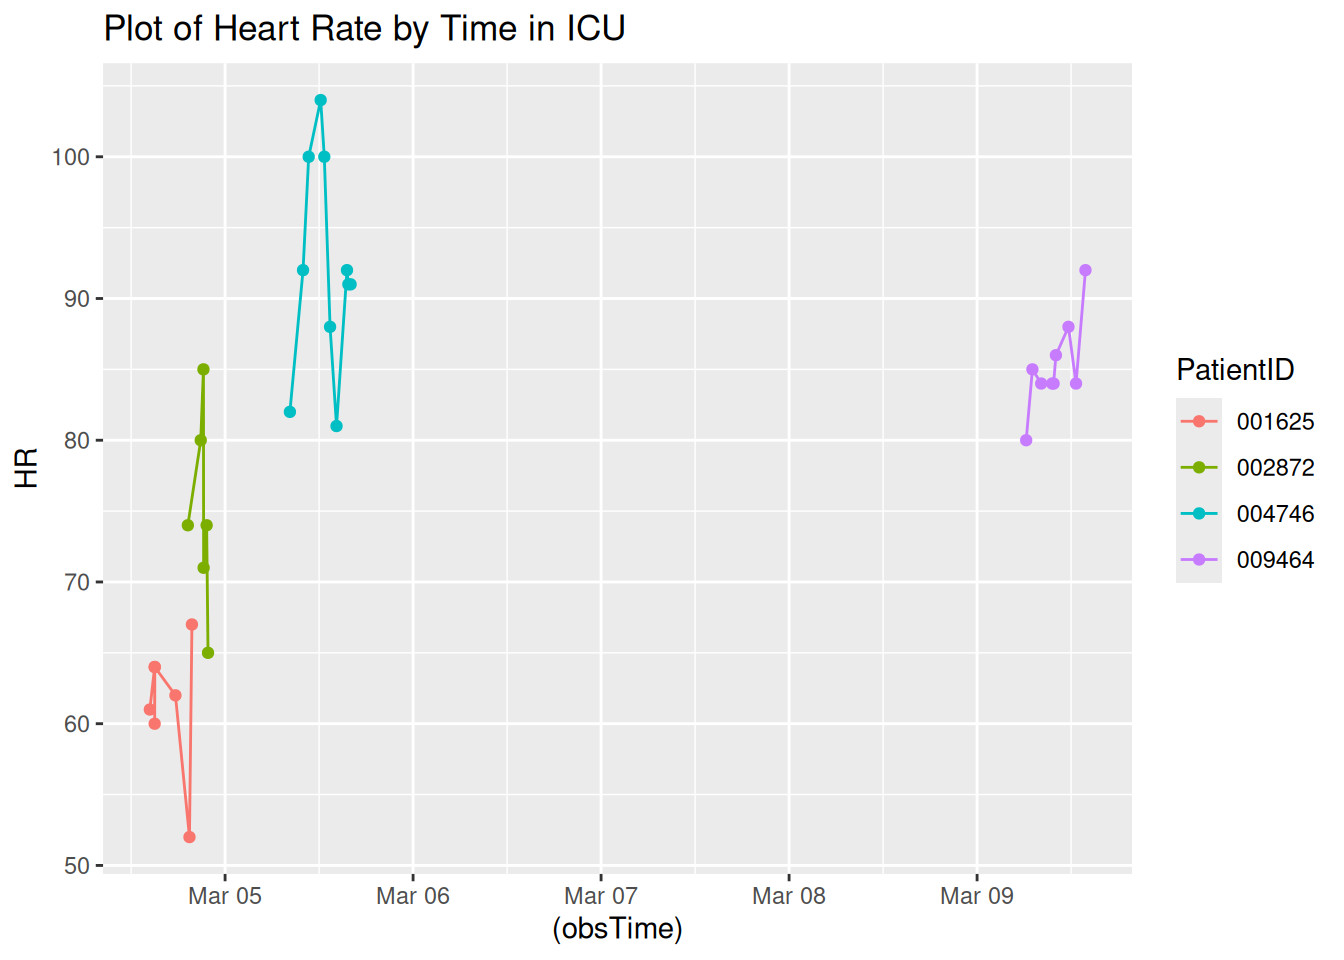 Plot of Heart Rate by Time in ICU
HR
100
90
80
70
60
50
Mar 05
Mar 06
Mar 07
Mar 08
Mar 09
(obsTime)
PatientID
001625
002872
004746
009464